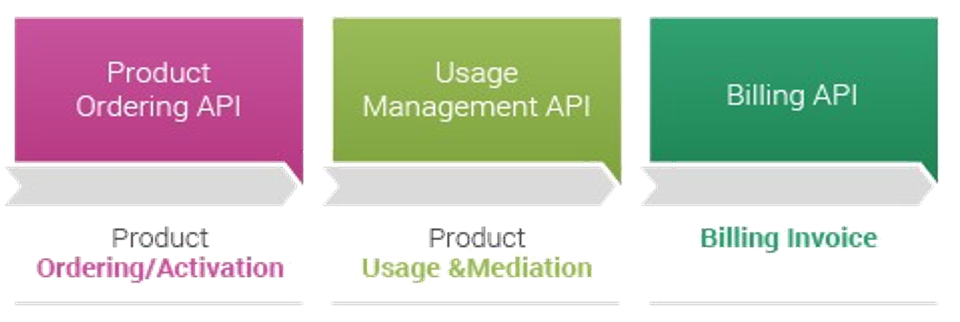 Product
Ordering API
Usage
Management API
Billing API
Product
Ordering/Activation
Product
Usage &Mediation
Billing Invoice